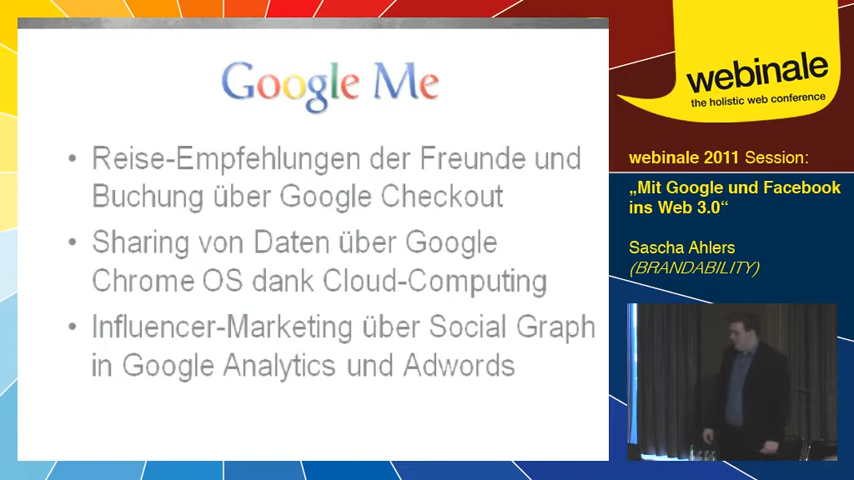 Google Me
• Reise-Empfehlungen der Freunde und
Buchung über Google Checkout
• Sharing von Daten über Google
Chrome OS dank Cloud-Computing
• Influencer-Marketing über Social Graph
in Google Analytics und Adwords
webinale
the holistic web conference
webinale 2011 Session:
„Mit Google und Facebook
ins Web 3.0“
Sascha Ahlers
(BRANDABILITY)